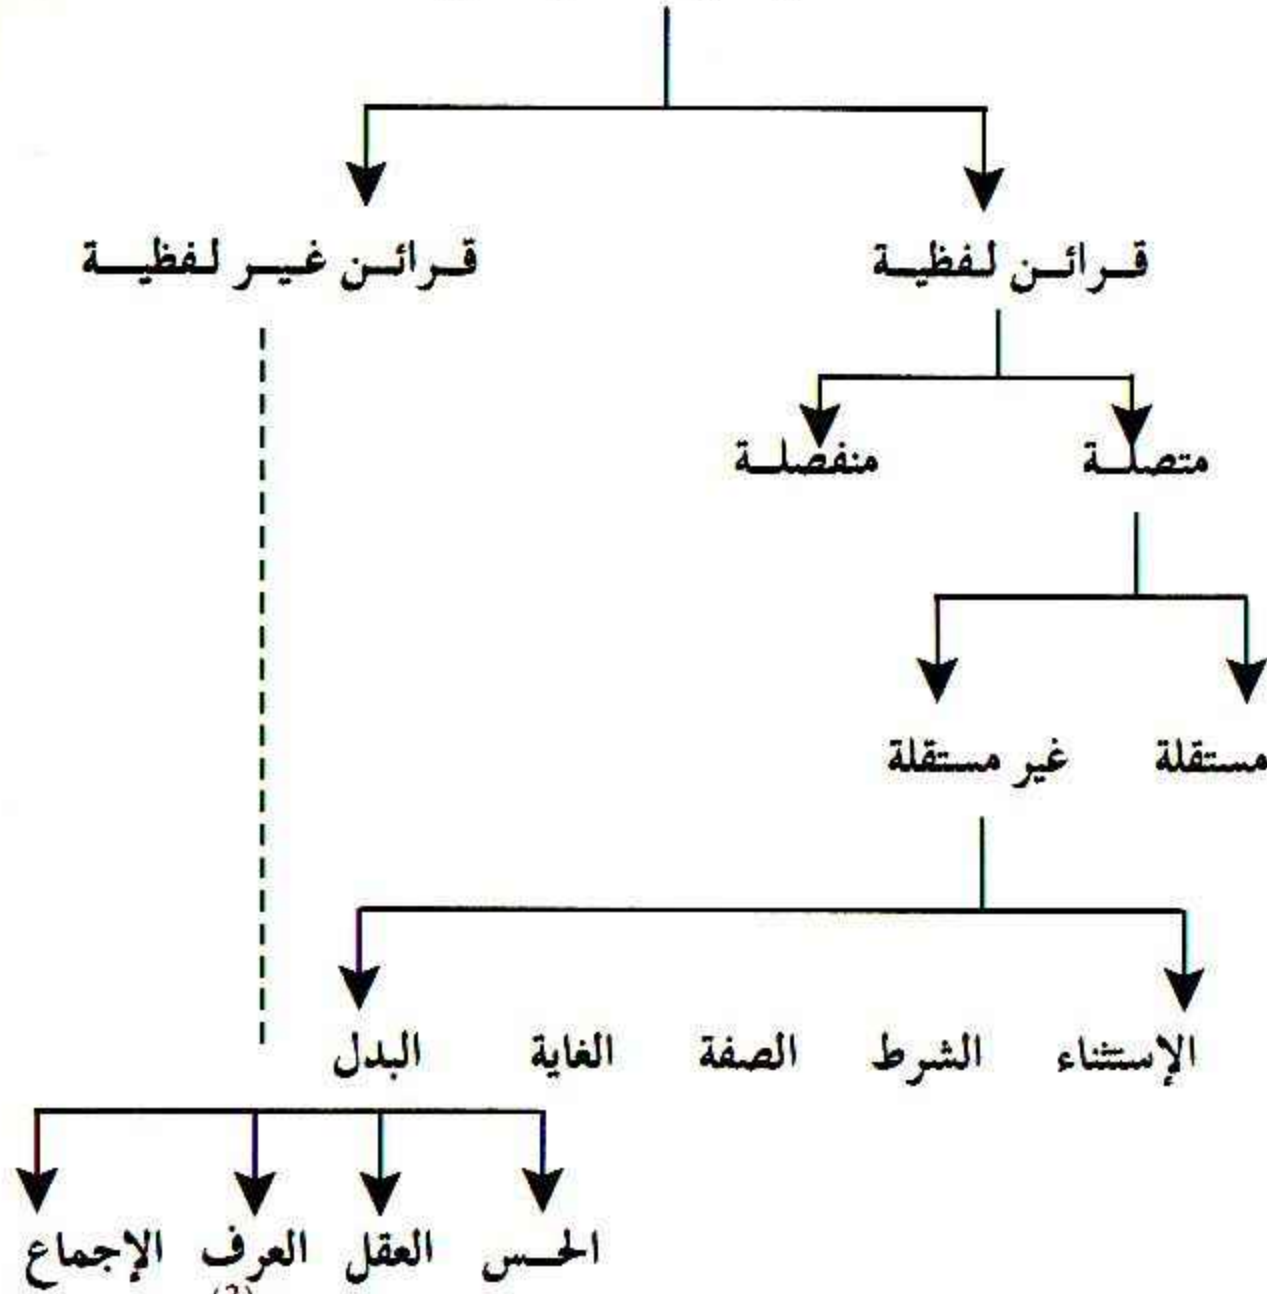 قرائن لفظية قرائن غير لفظية
متصلة منفصلة
مستقلة غير مستقلة
الإستثناء الشرط الصفة الغاية البدل
الحس العقل العرف الإجماع